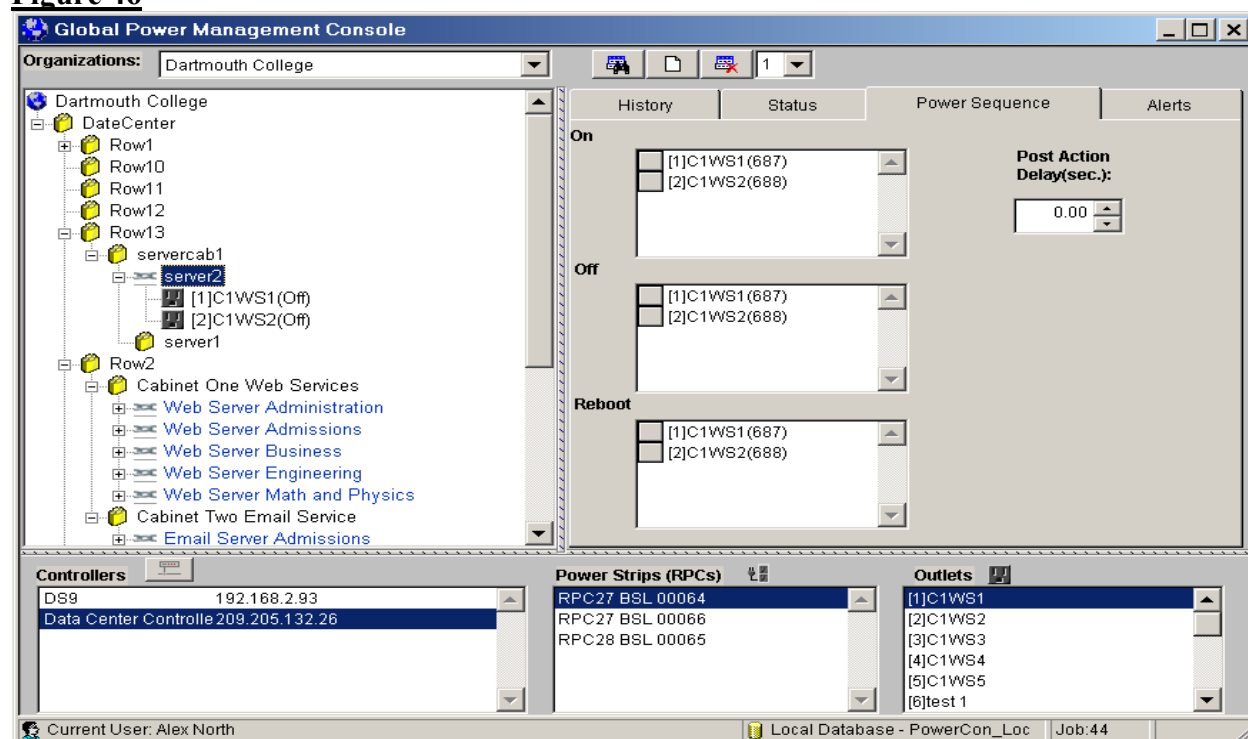 Figure 46
Global Power Management Console
Organizations: Dartmouth College
1
Dartmouth College
DateCenter
Row1
Row10
Row11
Row12
Row13
servercab1
server2
[1]C1WS1(Off)
[2]C1WS2(Off)
server1
Row2
Cabinet One Web Services
Web Server Administration
Web Server Admissions
Web Server Business
Web Server Engineering
Web Server Math and Physics
Cabinet Two Email Service
Email Server Admissions
History Status Power Sequence Alerts
On
[1]C1WS1(687)
[2]C1WS2(688)
Post Action
Delay(sec.):
0.00
Off
[1]C1WS1(687)
[2]C1WS2(688)
Reboot
[1]C1WS1(687)
[2]C1WS2(688)
Controllers
DS9 192.168.2.93
Data Center Controlle 209.205.132.26
Power Strips (RPCs)
RPC27 BSL 00064
RPC27 BSL 00066
RPC28 BSL 00065
Outlets
[1]C1WS1
[2]C1WS2
[3]C1WS3
[4]C1WS4
[5]C1WS5
[6]test 1
Current User: Alex North
Local Database - PowerCon_Loc
Job:44